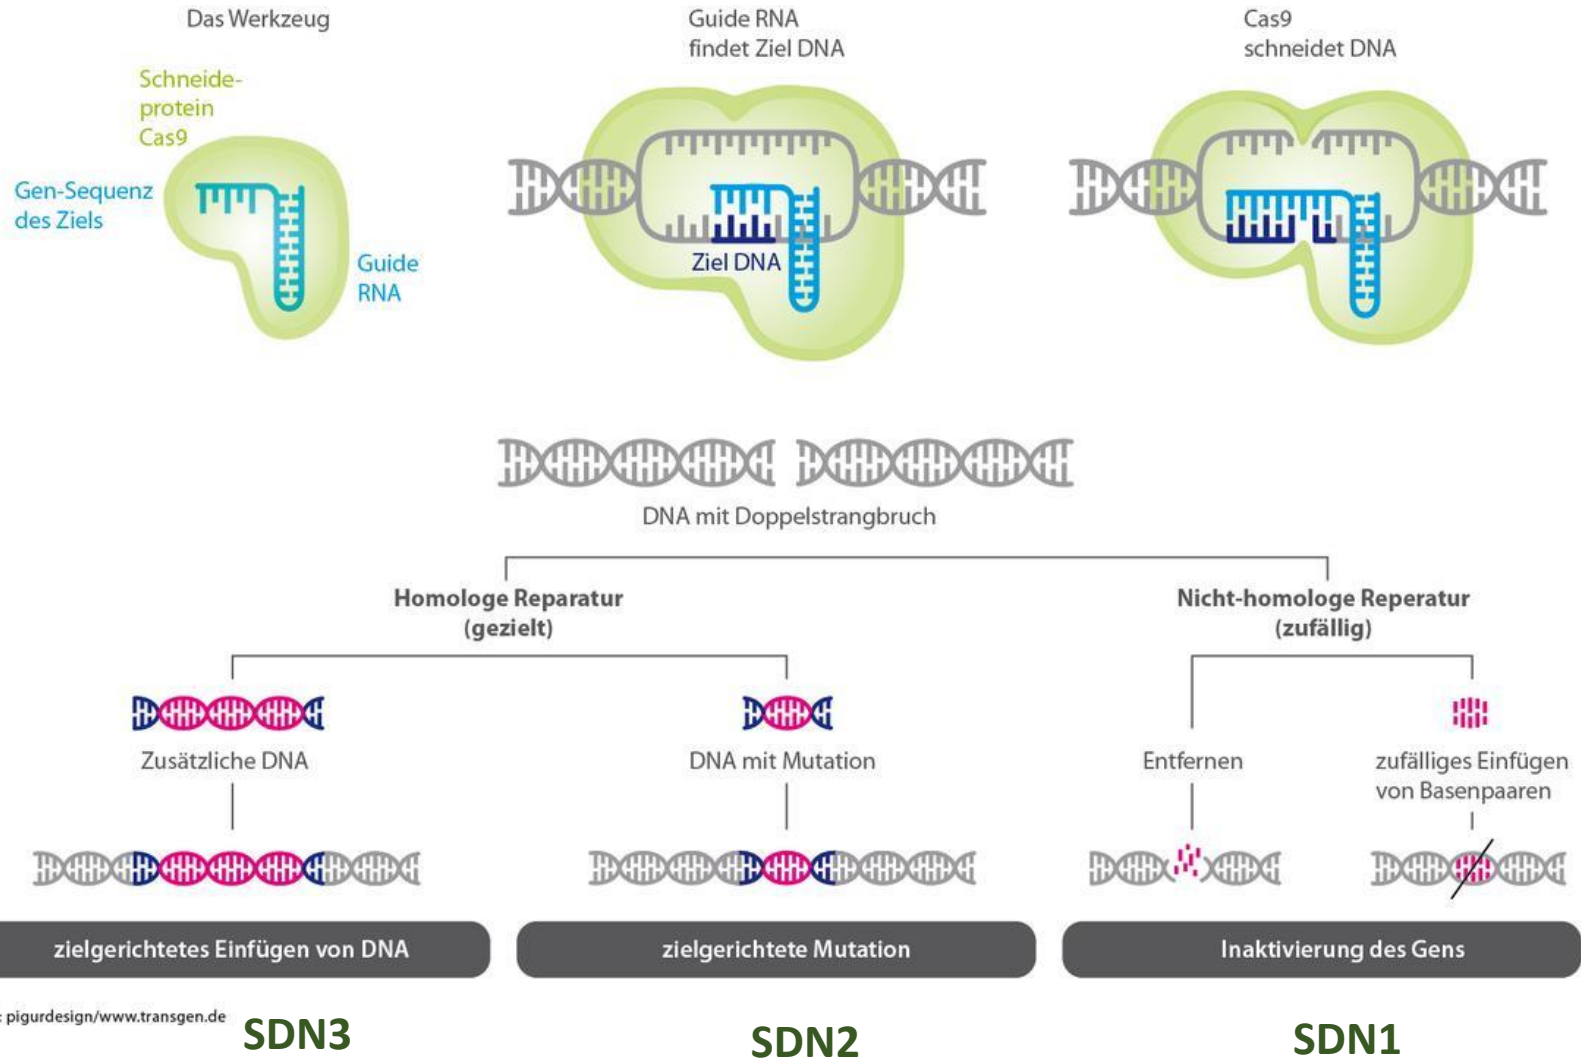 Das Werkzeug
Guide RNA
findet Ziel DNA
Cas9
schneidet DNA
Schneide-
protein
Cas9
Gen-Sequenz
des Ziels
Guide
RNA
Ziel DNA
DNA mit Doppelstrangbruch
Homologe Reparatur
(gezielt)
Nicht-homologe Reperatur
(zufällig)
Zusätzliche DNA
DNA mit Mutation
Entfernen
zufälliges Einfügen
von Basenpaaren
zielgerichtetes Einfügen von DNA
zielgerichtete Mutation
Inaktivierung des Gens
: pigurdesign/www.transgen.de
SDN3
SDN2
SDN1